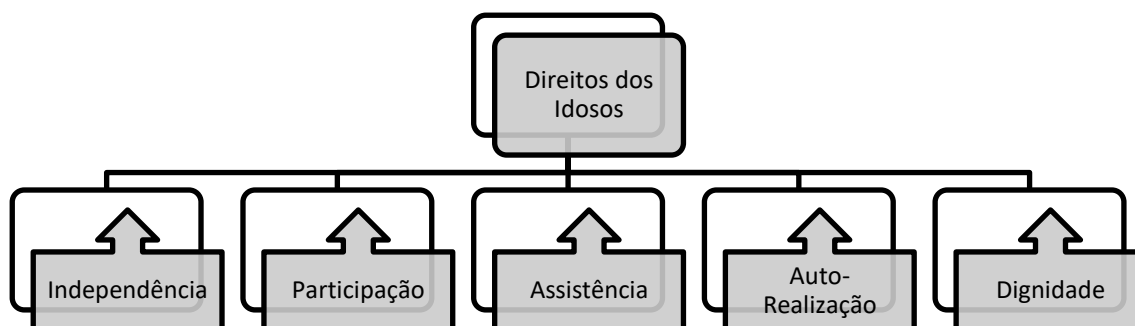 Direitos dos
Idosos
Independência
Participação
Assistência
Auto-
Realização
Dignidade